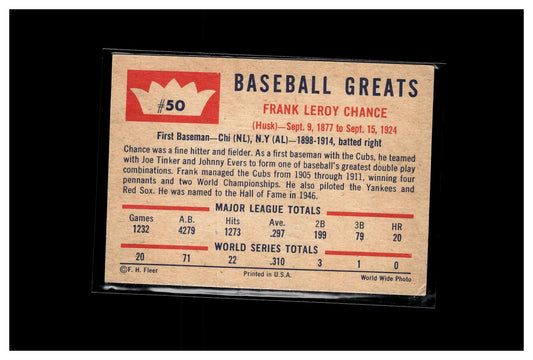 #50
BASEBALL GREATS
FRANK LEROY CHANCE
(Husk)—Sept. 9, 1877 to Sept. 15, 1924
First Baseman—Chi (NL), N.Y (AL)—1898-1914, batted right
Chance was a fine hitter and fielder. As a first baseman with the Cubs, he teamed
with Joe Tinker and Johnny Evers to form one of baseball's greatest double play
combinations. Frank managed the Cubs from 1905 through 1911, winning four
pennants and two World Championships. He also piloted the Yankees and
Red Sox. He was named to the Hall of Fame in 1946.
MAJOR LEAGUE TOTALS
Games A.B. Hits Ave. 2B 3B HR
1232 4279 1273 .297 199 79 20
WORLD SERIES TOTALS
20 71 22 .310 3 1 0
©F. H. Fleer Printed in U.S.A. World Wide Photo